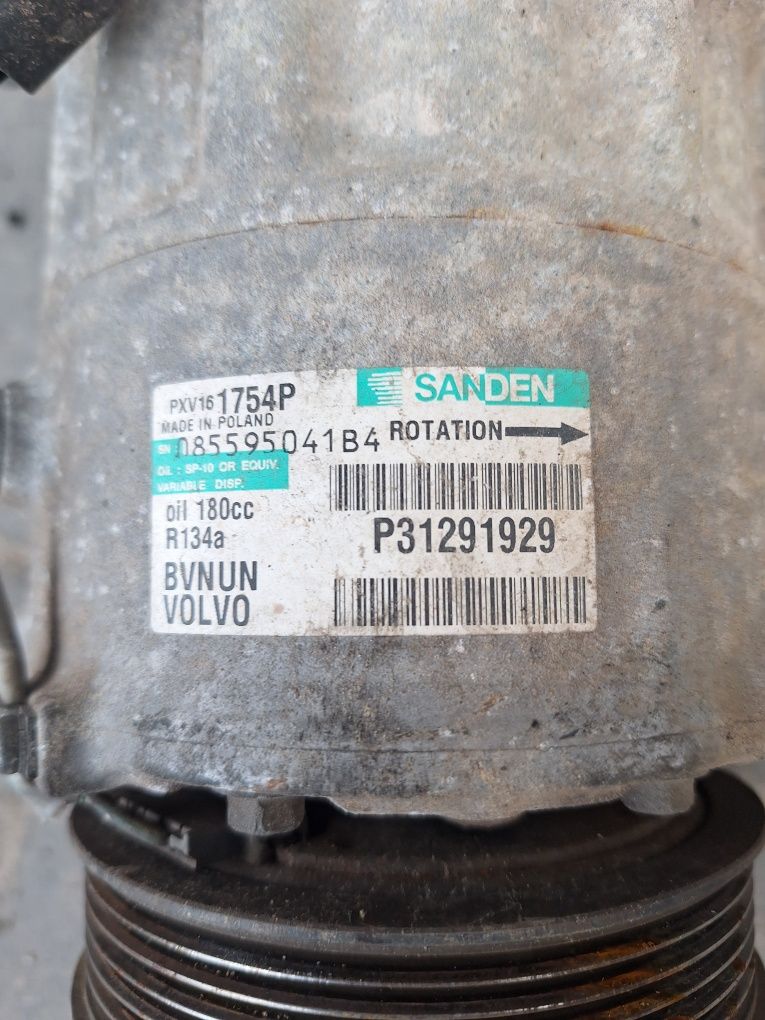 PXV16 1754P
SANDEN
MADE IN POLAND
SN 085595041B4
ROTATION
OIL : SP-10 OR EQUIV.
VARIABLE DISP.
oil 180cc
R134a
P31291929
BVNUN
VOLVO